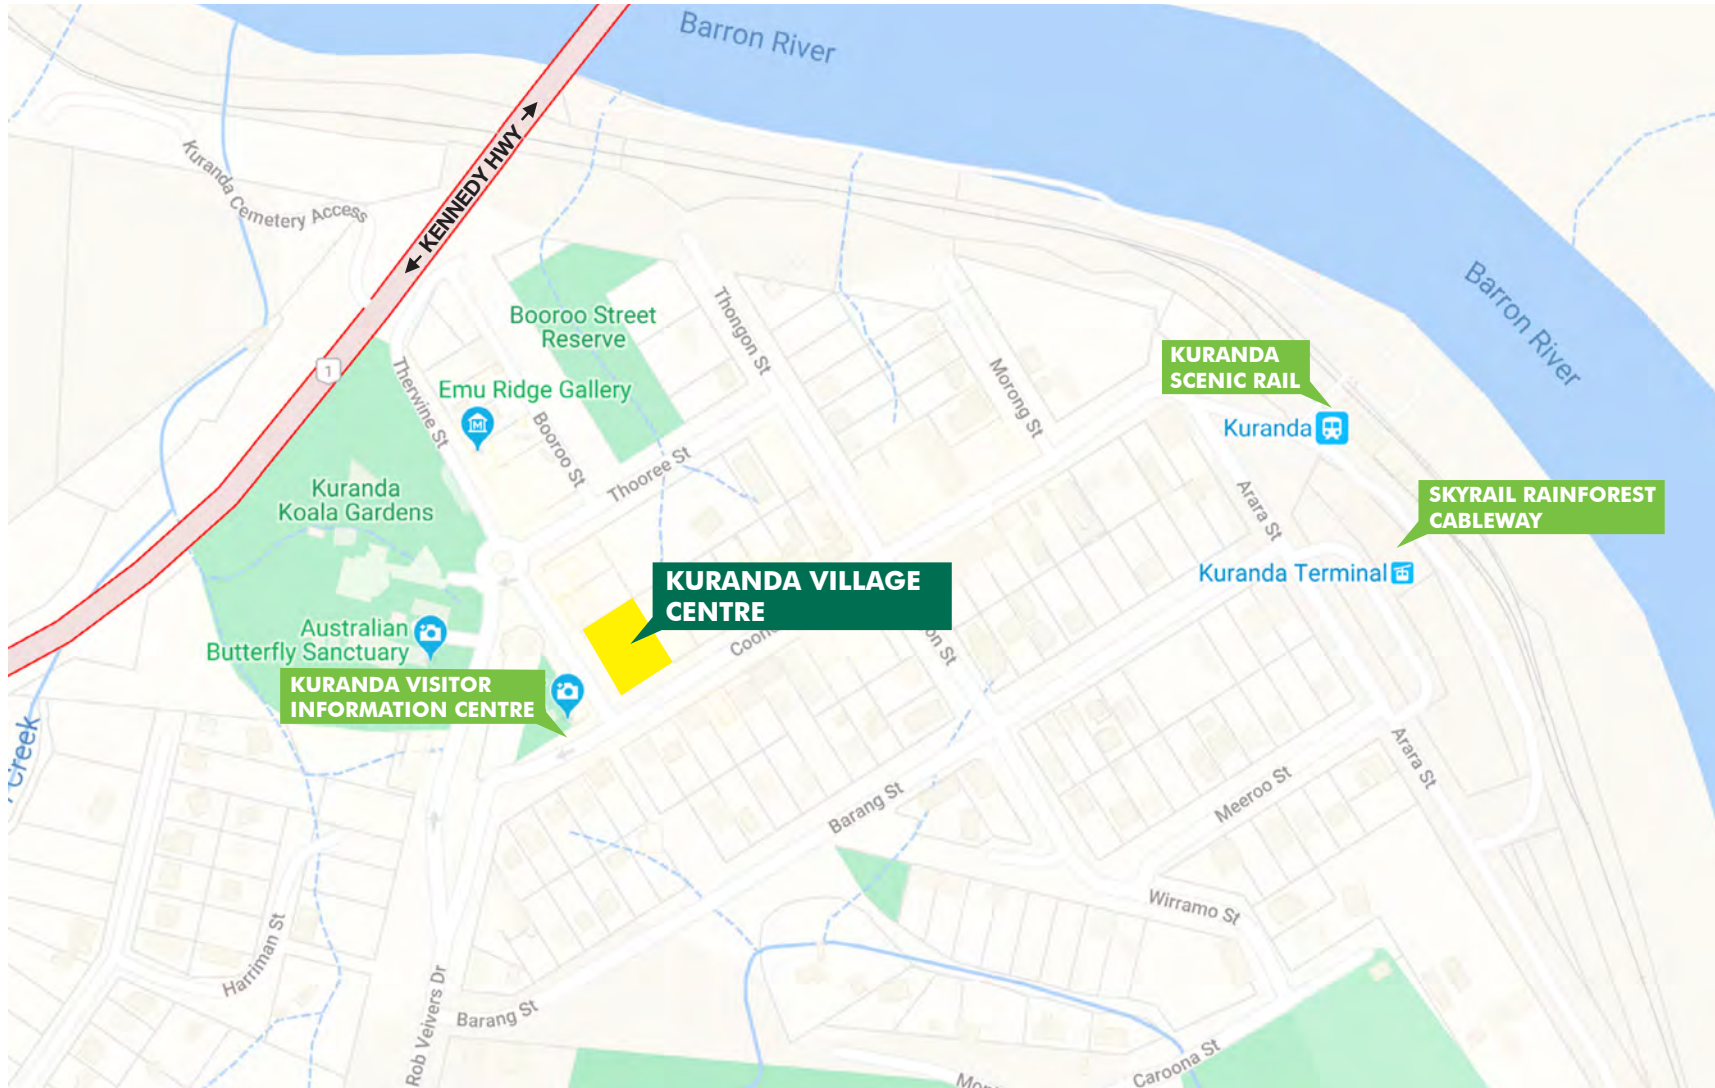 Barron River
KENNEDY HWY
Kuranda Cemetery Access
Booroo Street
Reserve
Thongon St
Barron River
1
Therwine St
Emu Ridge Gallery
Booroo St
Morong St
KURANDA
SCENIC RAIL
Kuranda
Thooree St
Kuranda
Koala Gardens
Arara St
SKYRAIL RAINFOREST
CABLEWAY
Kuranda Terminal
KURANDA VILLAGE
CENTRE
Australian
Butterfly Sanctuary
St
KURANDA VISITOR
INFORMATION CENTRE
Creek
Arara St
Meeroo St
Barang St
Wirramo St
Harriman St
Rob Veivers Dr
Barang St
Caroona St